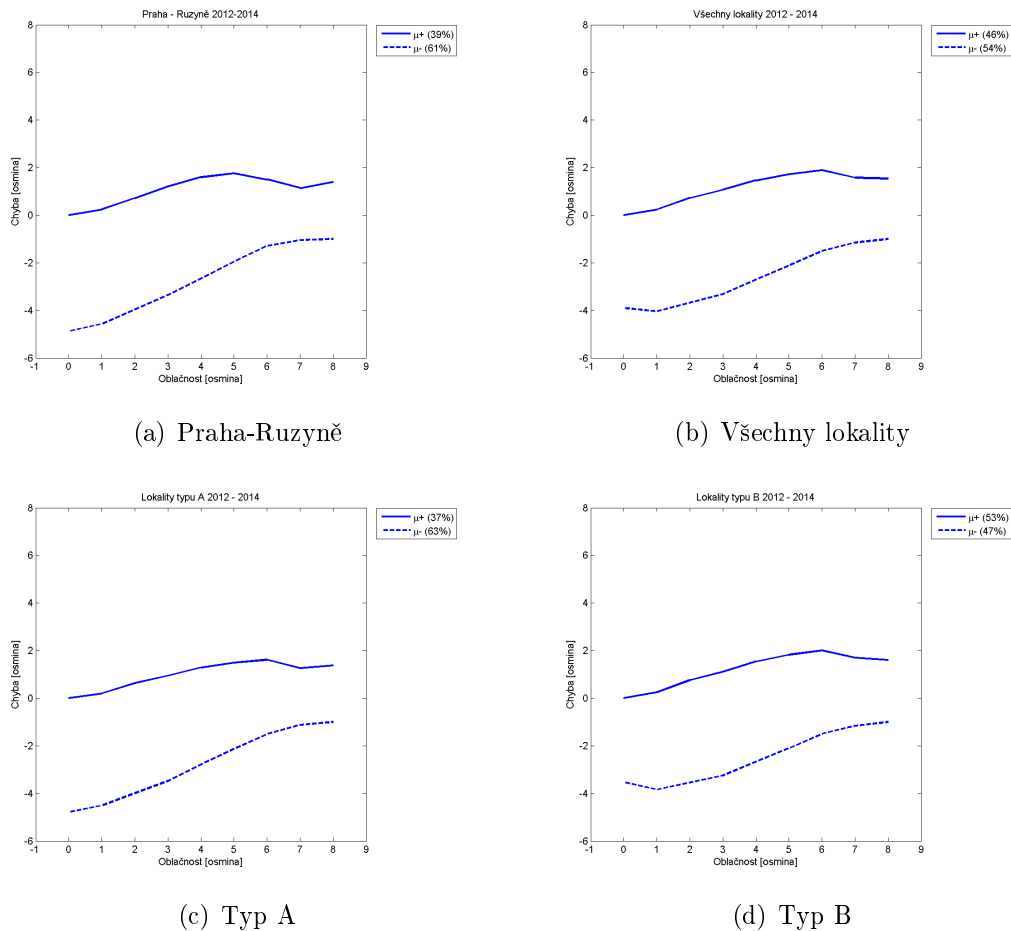 Praha - Ruzyně 2012-2014
μ+ (39%)
μ- (61%)
8
6
4
2
0
-2
-4
-6
Chyba [osmina]
-1 0 1 2 3 4 5 6 7 8 9
Oblačnost [osmina]
(a) Praha-Ruzyně
Všechny lokality 2012 - 2014
μ+ (46%)
μ- (54%)
8
6
4
2
0
-2
-4
-6
Chyba [osmina]
-1 0 1 2 3 4 5 6 7 8 9
Oblačnost [osmina]
(b) Všechny lokality
Lokality typu A 2012 - 2014
μ+ (37%)
μ- (63%)
8
6
4
2
0
-2
-4
-6
Chyba [osmina]
-1 0 1 2 3 4 5 6 7 8 9
Oblačnost [osmina]
(c) Typ A
Lokality typu B 2012 - 2014
μ+ (53%)
μ- (47%)
8
6
4
2
0
-2
-4
-6
Chyba [osmina]
-1 0 1 2 3 4 5 6 7 8 9
Oblačnost [osmina]
(d) Typ B